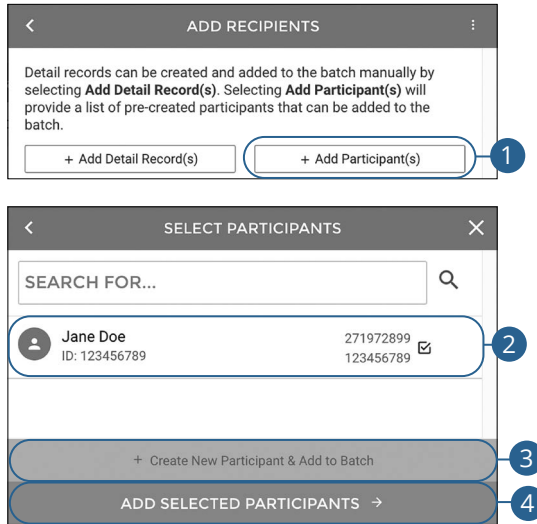 ADD RECIPIENTS
Detail records can be created and added to the batch manually by
selecting Add Detail Record(s). Selecting Add Participant(s) will
provide a list of pre-created participants that can be added to the
batch.
+ Add Detail Record(s)
+ Add Participant(s)
1
SELECT PARTICIPANTS
SEARCH FOR...
Jane Doe
271972899
ID: 123456789
123456789
2
+ Create New Participant & Add to Batch
3
ADD SELECTED PARTICIPANTS →
4